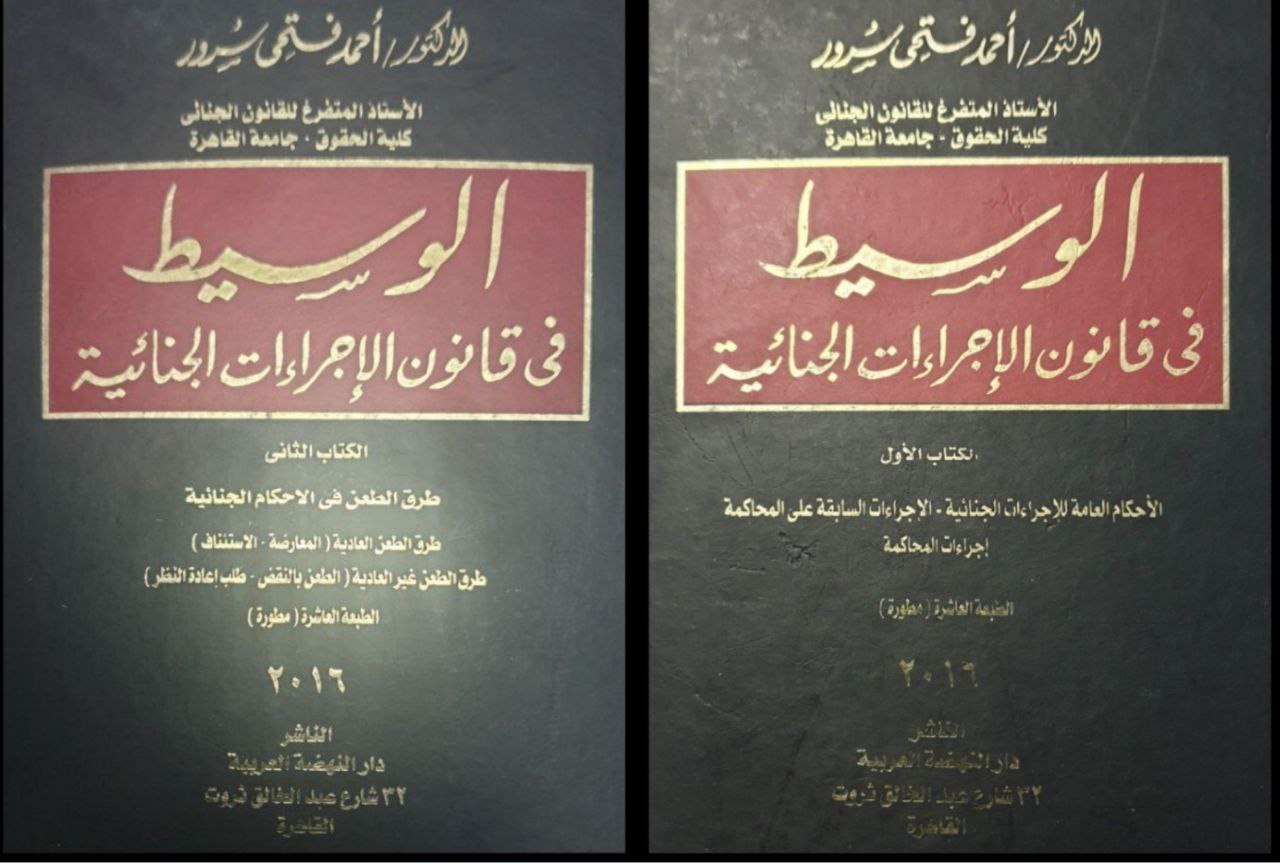 الدكتور/أحمد فتحى سرور
الأستاذ المتفرغ للقانون الجنائى
كلية الحقوق - جامعة القاهرة
الوسيط
فى قانون الإجراءات الجنائية
الكتاب الأول
الأحكام العامة للإجراءات الجنائية - الإجراءات السابقة على المحاكمة
إجراءات المحاكمة
الطبعة العاشرة ( مطورة )
٢٠١٦
الناشر
دار النهضة العربية
٣٢ شارع عبد الخالق ثروت
القاهرة
الدكتور/أحمد فتحى سرور
الأستاذ المتفرغ للقانون الجنائى
كلية الحقوق - جامعة القاهرة
الوسيط
فى قانون الإجراءات الجنائية
الكتاب الثانى
طرق الطعن فى الاحكام الجنائية
طرق الطعن العادية ( المعارضة - الاستئناف )
طرق الطعن غير العادية ( الطعن بالنقض - طلب إعادة النظر )
الطبعة العاشرة ( مطورة )
٢٠١٦
الناشر
دار النهضة العربية
٣٢ شارع عبد الخالق ثروت
القاهرة